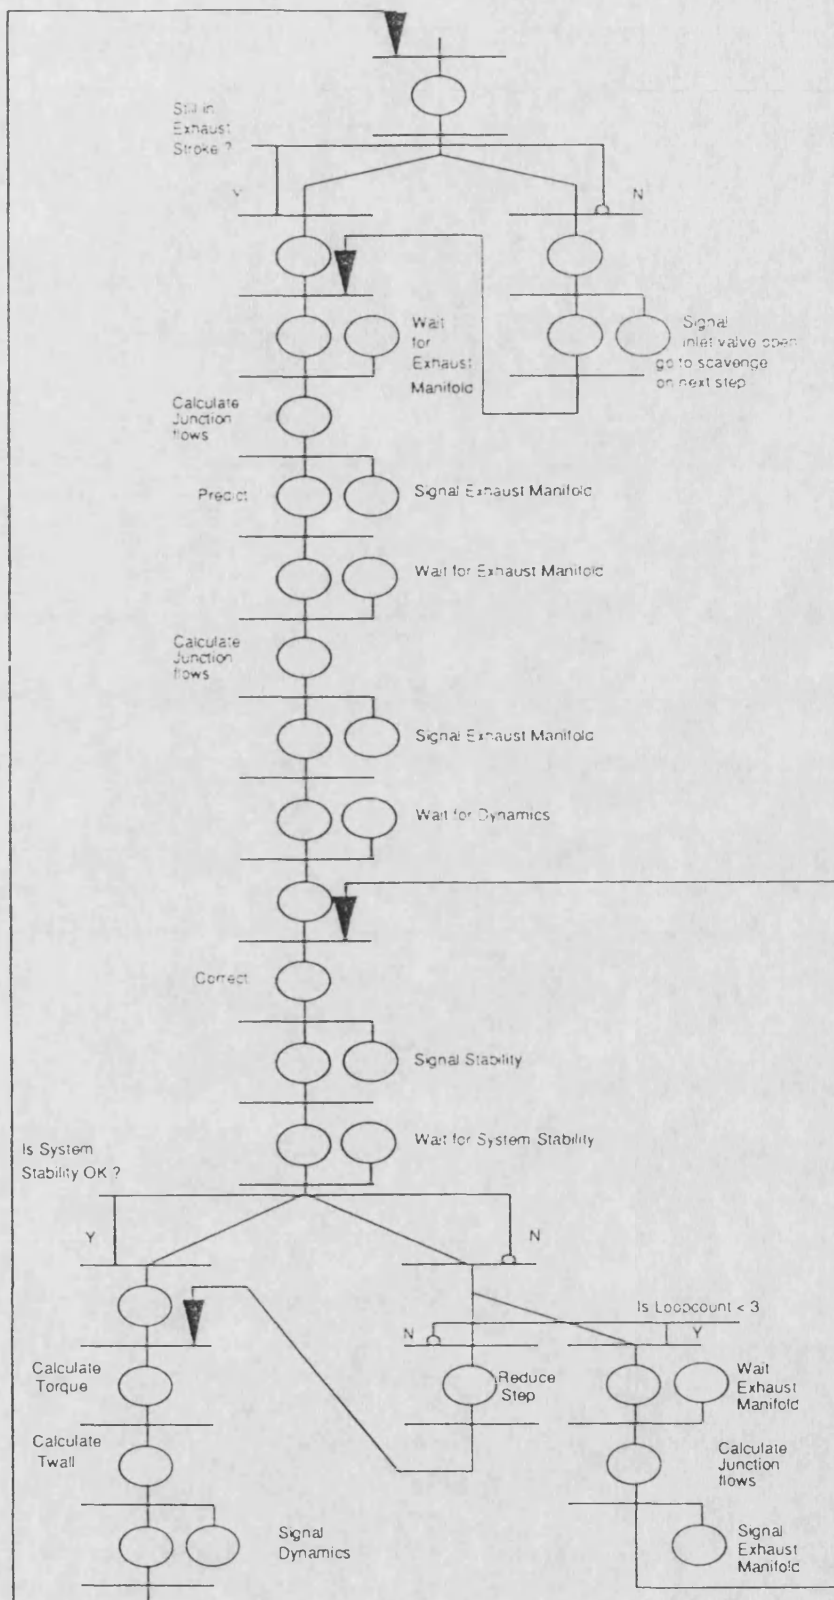 Still in
Exhaust
Stroke ?
Y
N
Wait
for
Exhaust
Manifold
Signal
inlet valve open
go to scavenge
on next step
Calculate
Junction
flows
Predict
Signal Exhaust Manifold
Wait for Exhaust Manifold
Calculate
Junction
flows
Signal Exhaust Manifold
Wait for Dynamics
Correct
Signal Stability
Wait for System Stability
Is System
Stability OK ?
Y
N
Is Loopcount < 3
N
Y
Calculate
Torque
Reduce
Step
Wait
Exhaust
Manifold
Calculate
Twall
Calculate
Junction
flows
Signal
Dynamics
Signal
Exhaust
Manifold